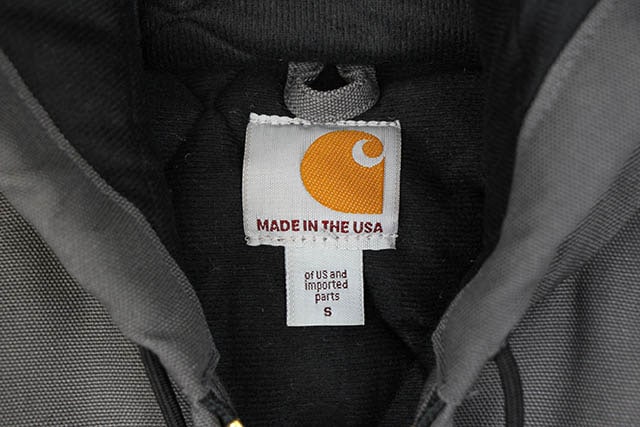 MADE IN THE USA
of US and
imported
parts
S